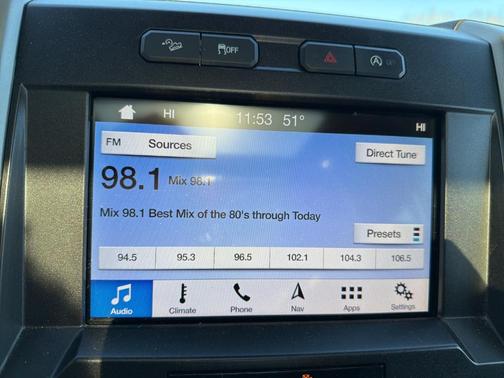 OFF
HI 11:53 51° HI
FM Sources
Direct Tune
98.1 Mix 98.1
Mix 98.1 Best Mix of the 80's through Today
Presets
94.5 95.3 96.5 102.1 104.3 106.5
Audio Climate Phone Nav Apps Settings